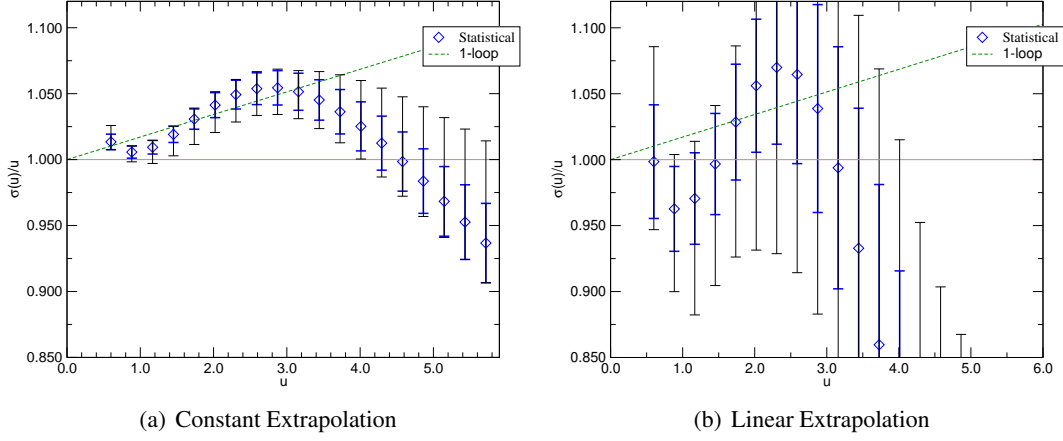 1.100
1.050
1.000
0.950
0.900
0.850
σ(u)/u
0.0 1.0 2.0 3.0 4.0 5.0
u
Statistical
1-loop
(a) Constant Extrapolation
1.100
1.050
1.000
0.950
0.900
0.850
σ(u)/u
0.0 1.0 2.0 3.0 4.0 5.0 6.0
u
Statistical
1-loop
(b) Linear Extrapolation